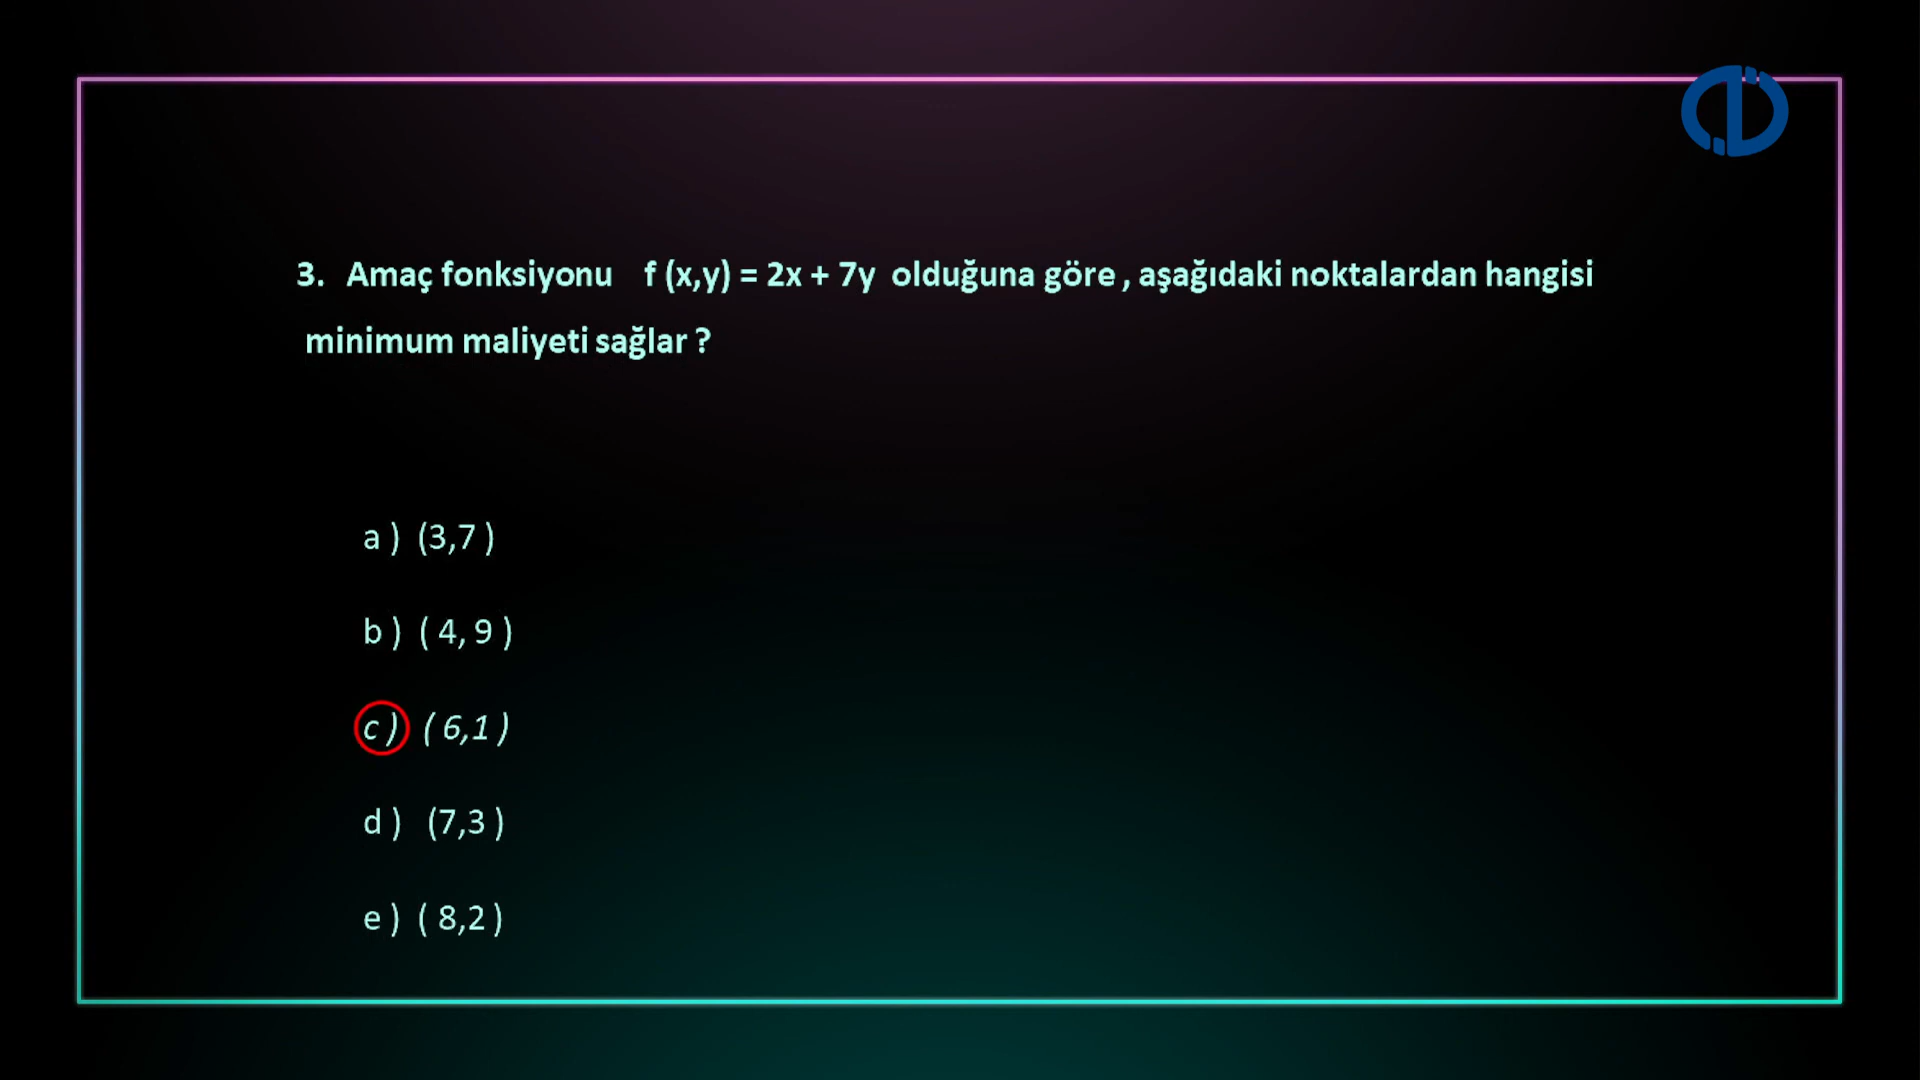 3. Amaç fonksiyonu f (x,y) = 2x + 7y olduğuna göre , aşağıdaki noktalardan hangisi
minimum maliyeti sağlar ?
a ) (3,7 )
b ) ( 4, 9 )
c ) ( 6,1 )
d ) (7,3 )
e ) ( 8,2 )